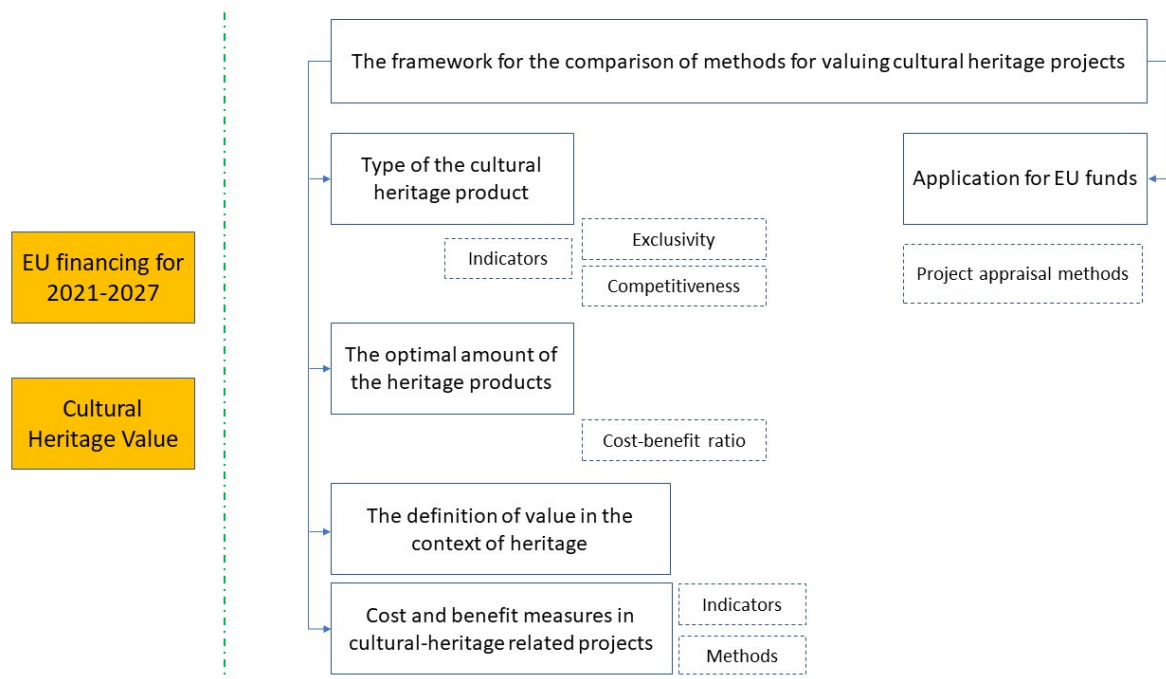 The framework for the comparison of methods for valuing cultural heritage projects
Type of the cultural
heritage product
Application for EU funds
Exclusivity
Indicators
Competitiveness
Project appraisal methods
EU financing for
2021-2027
The optimal amount of
the heritage products
Cultural
Heritage Value
Cost-benefit ratio
The definition of value in the
context of heritage
Cost and benefit measures in
cultural-heritage related projects
Indicators
Methods